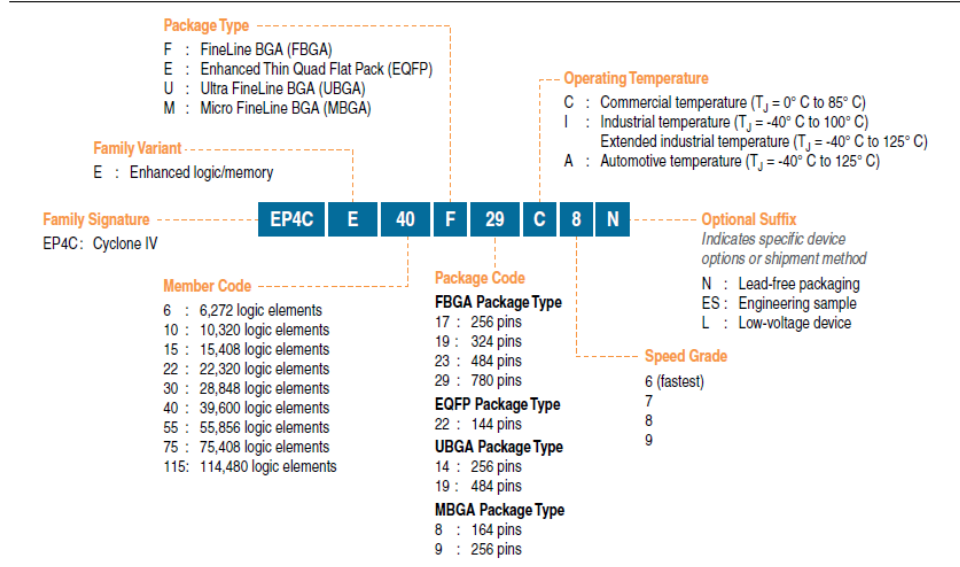 Package Type
F : FineLine BGA (FBGA)
E : Enhanced Thin Quad Flat Pack (EQFP)
U : Ultra FineLine BGA (UBGA)
M : Micro FineLine BGA (MBGA)
Operating Temperature
C : Commercial temperature (TJ = 0° C to 85° C)
I : Industrial temperature (TJ = -40° C to 100° C)
Extended industrial temperature (TJ = -40° C to 125° C)
A : Automotive temperature (TJ = -40° C to 125° C)
Family Variant
E : Enhanced logic/memory
Family Signature
EP4C: Cyclone IV
EP4C E 40 F 29 C 8 N
Optional Suffix
Indicates specific device
options or shipment method
N : Lead-free packaging
ES : Engineering sample
L : Low-voltage device
Member Code
6 : 6,272 logic elements
10 : 10,320 logic elements
15 : 15,408 logic elements
22 : 22,320 logic elements
30 : 28,848 logic elements
40 : 39,600 logic elements
55 : 55,856 logic elements
75 : 75,408 logic elements
115: 114,480 logic elements
Package Code
FBGA Package Type
17 : 256 pins
19 : 324 pins
23 : 484 pins
29 : 780 pins
EQFP Package Type
22 : 144 pins
UBGA Package Type
14 : 256 pins
19 : 484 pins
MBGA Package Type
8 : 164 pins
9 : 256 pins
Speed Grade
6 (fastest)
7
8
9